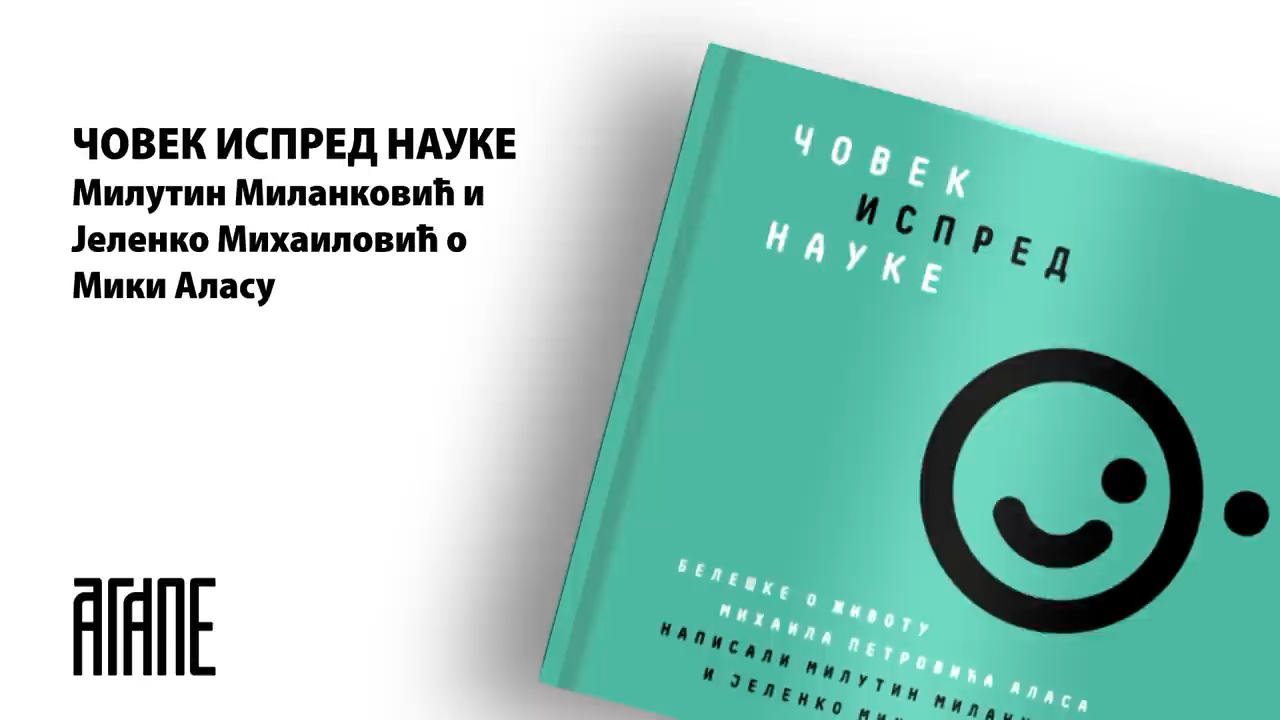 ЧОВЕК ИСПРЕД НАУКЕ
Милутин Миланковић и
Јеленко Михаиловић о
Мики Аласу
АГАПЕ
ЧОВЕК
ИСПРЕД
НАУКЕ
БЕЛЕШКЕ О ЖИВОТУ
МИХАИЛА ПЕТРОВИЋА АЛАСА
НАПИСАЛИ МИЛУТИН
И ЈЕЛЕНКО